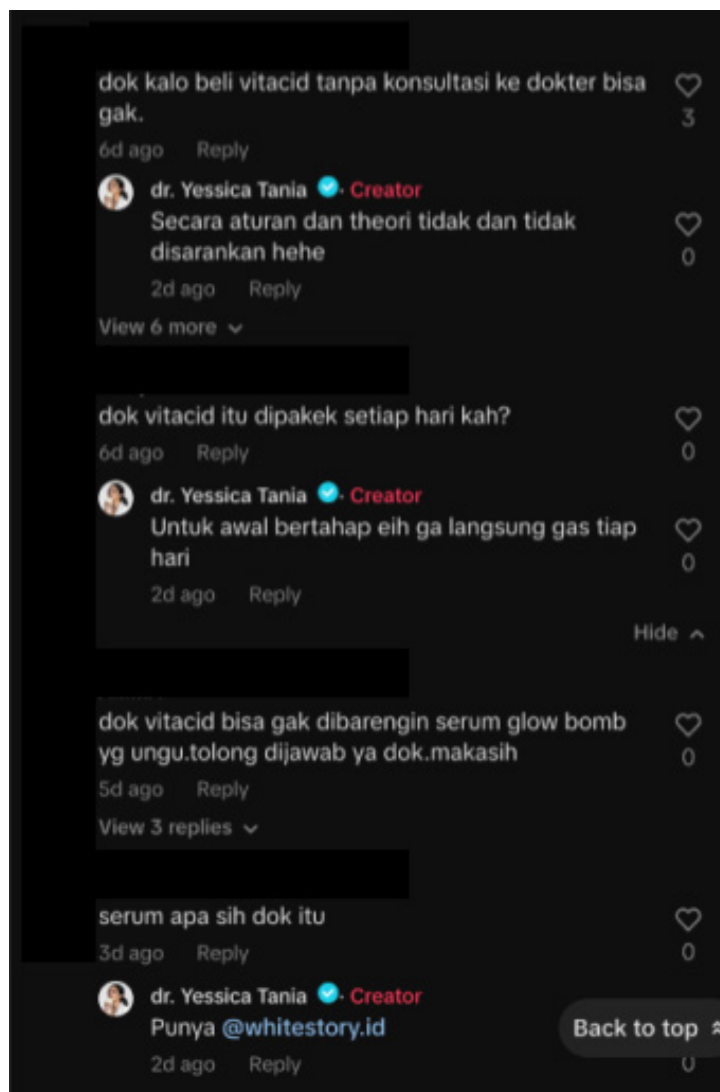 dok kalo beli vitacid tanpa konsultasi ke dokter bisa
gak.
3
6d ago Reply
dr. Yessica Tania · Creator
Secara aturan dan theori tidak dan tidak
disarankan hehe
0
2d ago Reply
View 6 more
dok vitacid itu dipakek setiap hari kah?
6d ago Reply
0
dr. Yessica Tania · Creator
Untuk awal bertahap eih ga langsung gas tiap
hari
0
2d ago Reply
Hide
dok vitacid bisa gak dibarengin serum glow bomb
yg ungu.tolong dijawab ya dok.makasih
0
5d ago Reply
View 3 replies
serum apa sih dok itu
3d ago Reply
0
dr. Yessica Tania · Creator
Punya @whitestory.id
Back to top
2d ago Reply
0